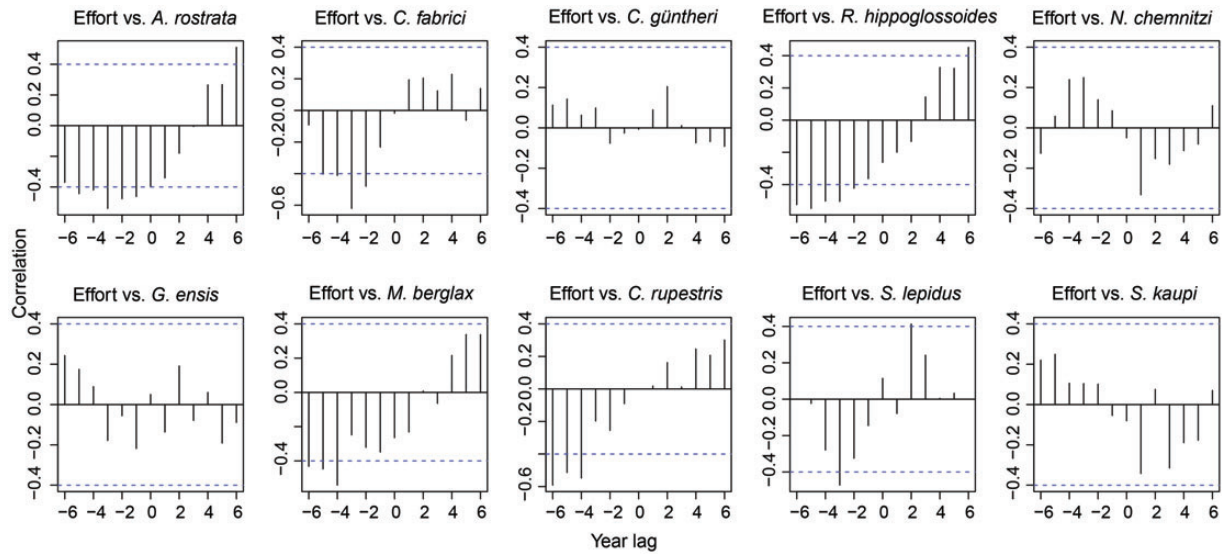 Effort vs. A. rostrata
Effort vs. C. fabrici
Effort vs. C. güntheri
Effort vs. R. hippoglossoides
Effort vs. N. chemnitzi
0.4
0.0
−0.4
−6 −4 −2 0 2 4 6
0.4
0.2
−0.20.0
−0.6
−6 −4 −2 0 2 4 6
0.4
0.2
0.0
−0.2
−0.4
−6 −4 −2 0 2 4 6
0.4
0.2
0.0
−0.4
−6 −4 −2 0 2 4 6
0.4
0.2
0.0
−0.2
−0.4
−6 −4 −2 0 2 4 6
Correlation
Effort vs. G. ensis
Effort vs. M. berglax
Effort vs. C. rupestris
Effort vs. S. lepidus
Effort vs. S. kaupi
0.4
0.2
0.0
−0.2
−0.4
−6 −4 −2 0 2 4 6
0.4
0.2
0.0
−0.4
−6 −4 −2 0 2 4 6
0.4
0.2
−0.20.0
−0.6
−6 −4 −2 0 2 4 6
0.4
0.2
0.0
−0.4
−6 −4 −2 0 2 4 6
0.4
0.2
0.0
−0.2
−0.4
−6 −4 −2 0 2 4 6
Year lag